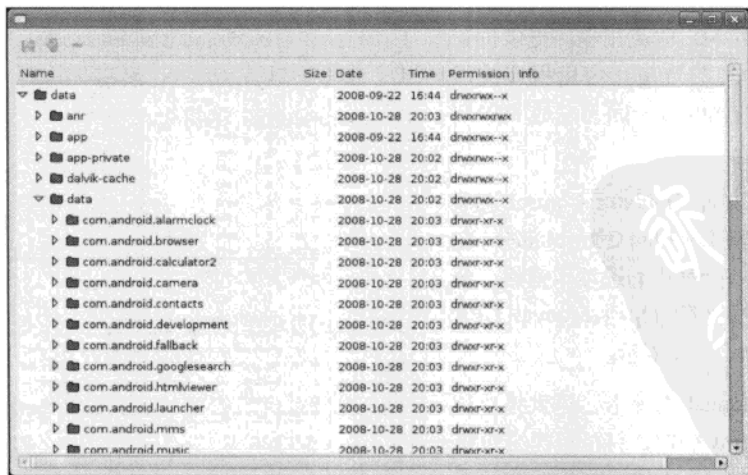 Name Size Date Time Permission Info
data 2008-09-22 16:44 drwxrwx--x
anr 2008-10-28 20:03 drwxrwxrwx
app 2008-09-22 16:44 drwxrwx--x
app-private 2008-10-28 20:02 drwxrwx--x
dalvik-cache 2008-10-28 20:02 drwxrwx--x
data 2008-10-28 20:02 drwxrwx--x
com.android.alarmclock 2008-10-28 20:03 drwxr-xr-x
com.android.browser 2008-10-28 20:03 drwxr-xr-x
com.android.calculator2 2008-10-28 20:03 drwxr-xr-x
com.android.camera 2008-10-28 20:03 drwxr-xr-x
com.android.contacts 2008-10-28 20:03 drwxr-xr-x
com.android.development 2008-10-28 20:03 drwxr-xr-x
com.android.fallback 2008-10-28 20:03 drwxr-xr-x
com.android.googlesearch 2008-10-28 20:03 drwxr-xr-x
com.android.htmlviewer 2008-10-28 20:03 drwxr-xr-x
com.android.launcher 2008-10-28 20:03 drwxr-xr-x
com.android.mms 2008-10-28 20:03 drwxr-xr-x
com.android.music 2008-10-28 20:03 drwxr-xr-x